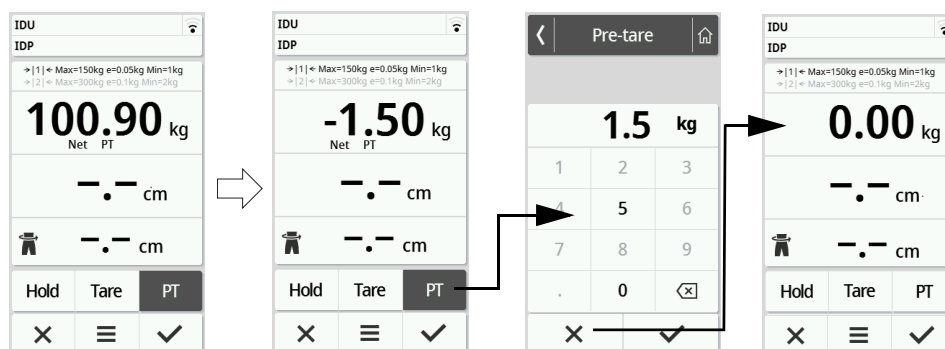 IDU
IDP
→|1|← Max=150kg e=0.05kg Min=1kg
→|2|← Max=300kg e=0.1kg Min=2kg
100.90 kg
Net PT
–.– cm
–.– cm
Hold Tare PT
IDU
IDP
→|1|← Max=150kg e=0.05kg Min=1kg
→|2|← Max=300kg e=0.1kg Min=2kg
-1.50 kg
Net PT
–.– cm
–.– cm
Hold Tare PT
Pre-tare
1.5 kg
1 2 3
4 5 6
7 8 9
. 0
IDU
IDP
→|1|← Max=150kg e=0.05kg Min=1kg
→|2|← Max=300kg e=0.1kg Min=2kg
0.00 kg
–.– cm
–.– cm
Hold Tare PT